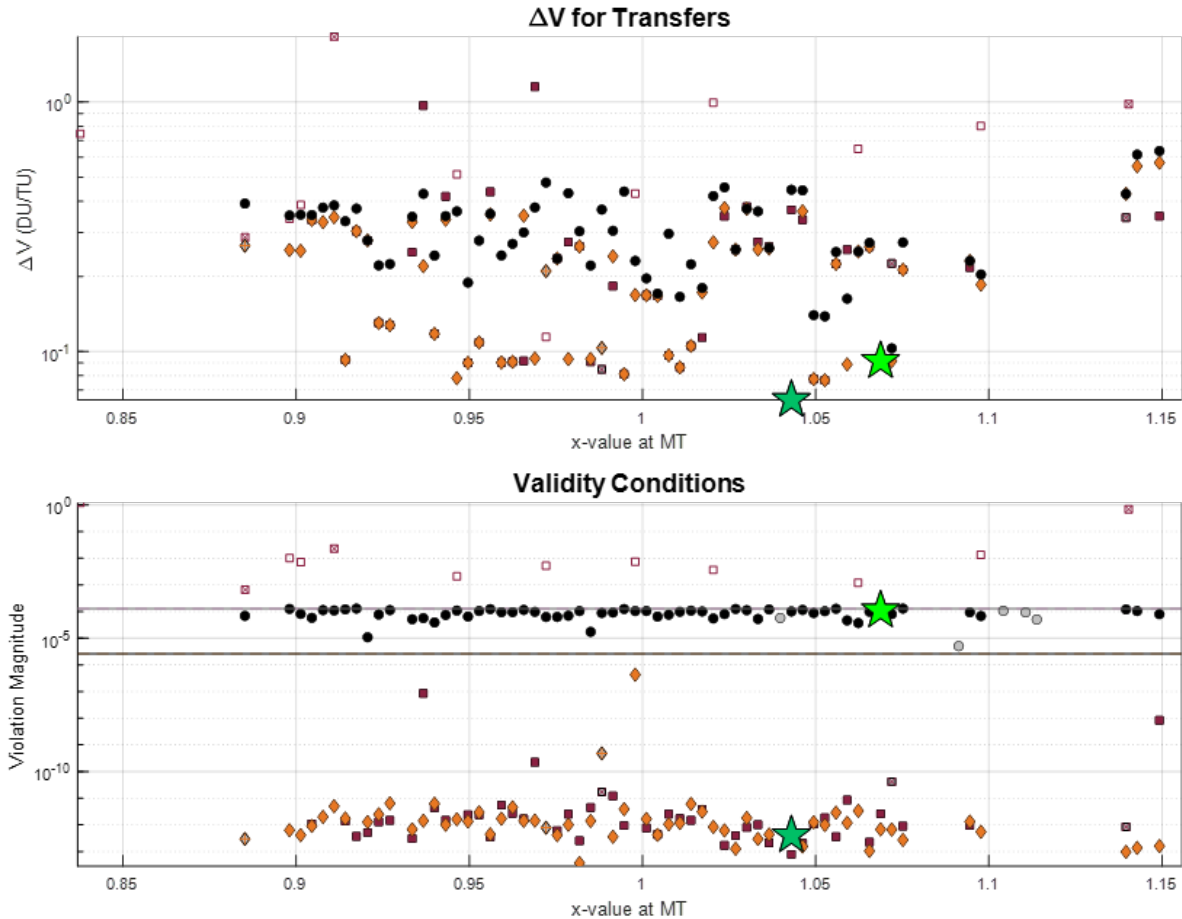 ΔV for Transfers
10^0
10^-1
Δ V (DU/TU)
0.85 0.9 0.95 1 1.05 1.1 1.15
x-value at MT
Validity Conditions
10^0
10^-5
10^-10
Violation Magnitude
0.85 0.9 0.95 1 1.05 1.1 1.15
x-value at MT